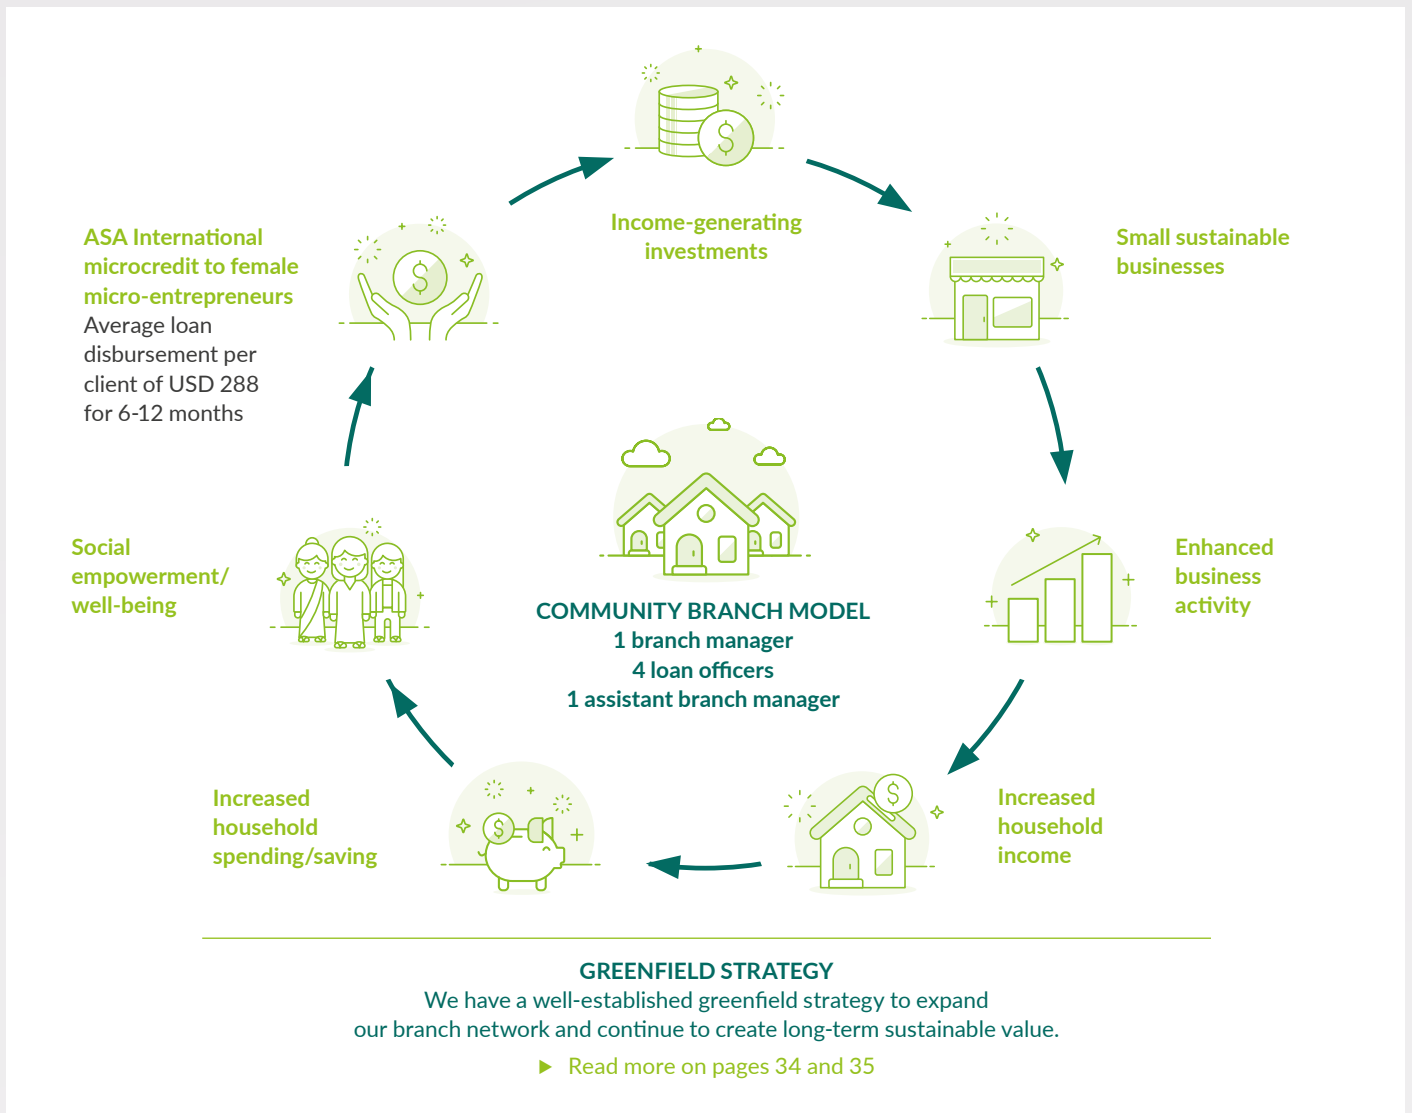 Income-generating
investments
Small sustainable
businesses
Enhanced
business
activity
Increased
household
income
Increased
household
spending/saving
Social
empowerment/
well-being
ASA International
microcredit to female
micro-entrepreneurs
Average loan
disbursement per
client of USD 288
for 6-12 months
COMMUNITY BRANCH MODEL
1 branch manager
4 loan officers
1 assistant branch manager
GREENFIELD STRATEGY
We have a well-established greenfield strategy to expand
our branch network and continue to create long-term sustainable value.
Read more on pages 34 and 35